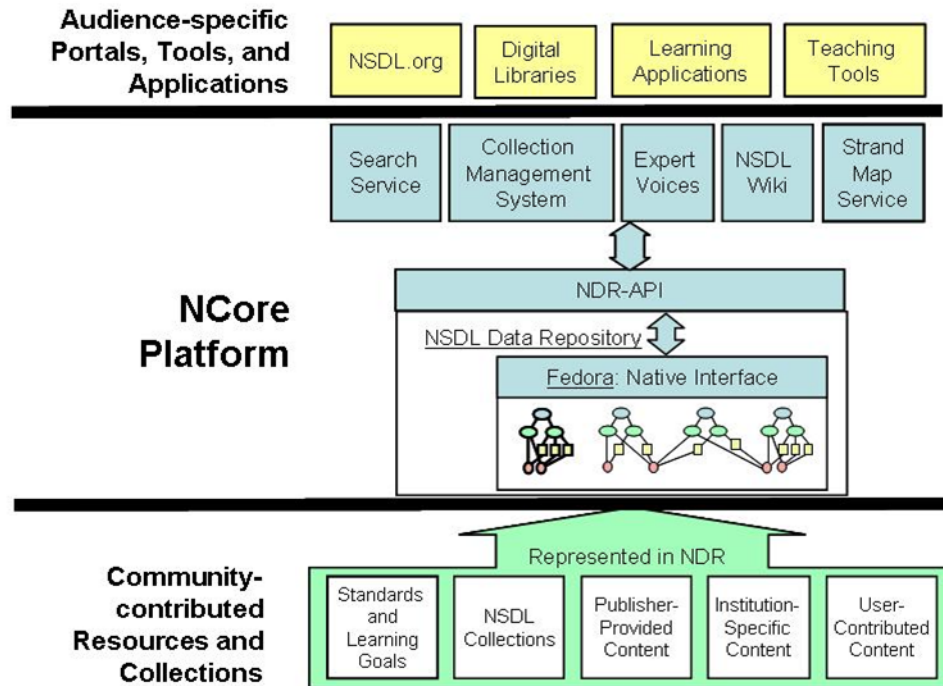 Audience-specific
Portals, Tools, and
Applications
NSDL.org
Digital
Libraries
Learning
Applications
Teaching
Tools
NCore
Platform
Search
Service
Collection
Management
System
Expert
Voices
NSDL
Wiki
Strand
Map
Service
NDR-API
NSDL Data Repository
Fedora: Native Interface
Represented in NDR
Community-
contributed
Resources and
Collections
Standards
and
Learning
Goals
NSDL
Collections
Publisher-
Provided
Content
Institution-
Specific
Content
User-
Contributed
Content